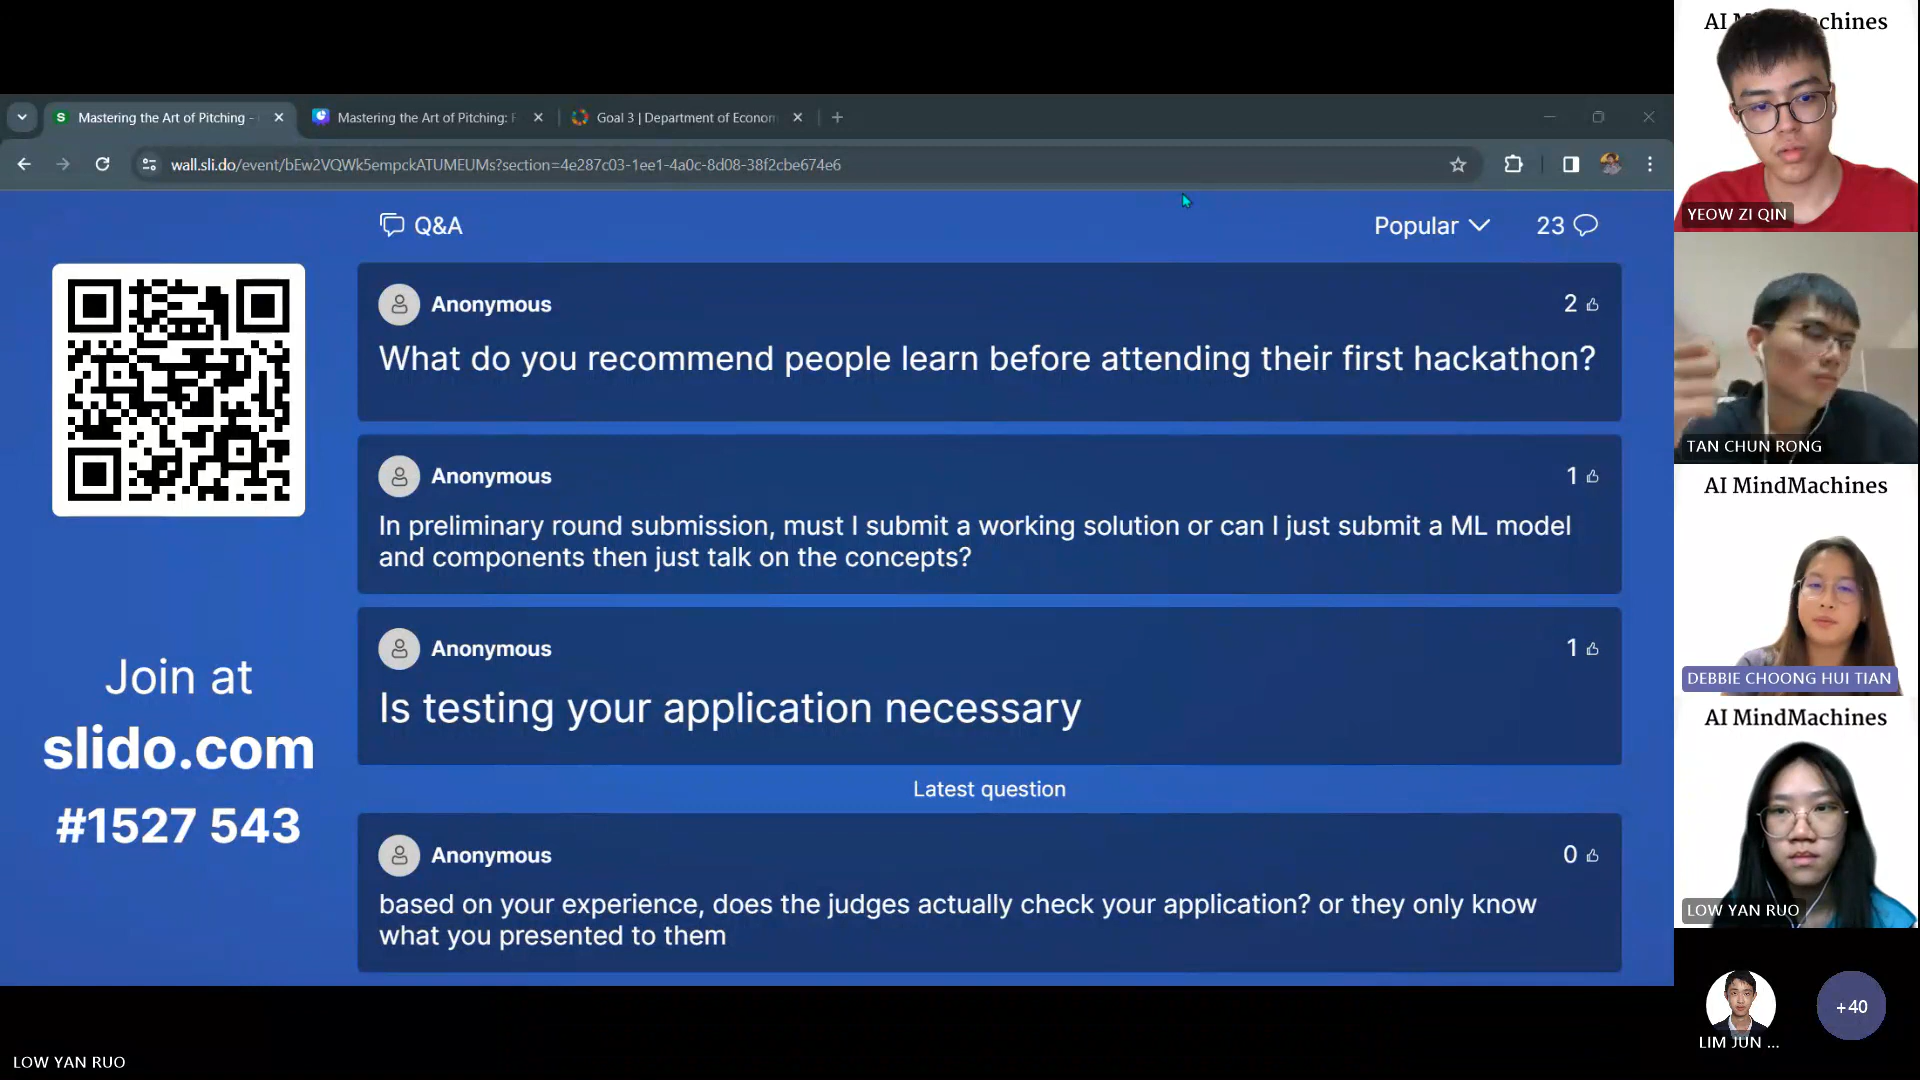 Mastering the Art of Pitching -
Mastering the Art of Pitching:
Goal 3 | Department of Econom
wall.sli.do/event/bEw2VQWk5empckATUMEUMs?section=4e287c03-1ee1-4a0c-8d08-38f2cbe674e6
Q&A
Popular
23
Anonymous
2
What do you recommend people learn before attending their first hackathon?
Anonymous
1
In preliminary round submission, must I submit a working solution or can I just submit a ML model
and components then just talk on the concepts?
Anonymous
1
Is testing your application necessary
Latest question
Anonymous
0
based on your experience, does the judges actually check your application? or they only know
what you presented to them
Join at
slido.com
#1527 543
LOW YAN RUO
AI chines
YEOW ZI QIN
TAN CHUN RONG
AI MindMachines
DEBBIE CHOONG HUI TIAN
AI MindMachines
LOW YAN RUO
LIM JUN ...
+40